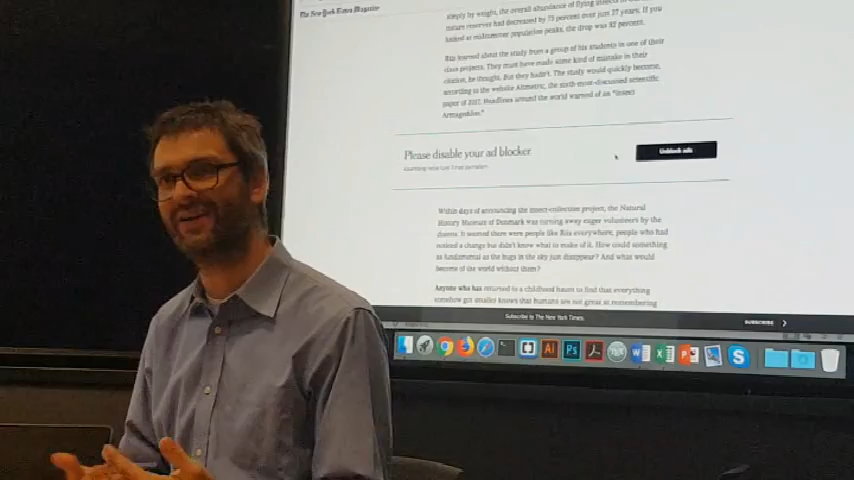 The New York Times Magazine
simply by weight, the overall abundance of flying insects
nature reserves had decreased by 75 percent over just 27 years. If you
looked at midsummer population peaks, the drop was 82 percent.
Riis learned about the study from a group of his students in one of their
class projects. They must have made some kind of mistake in their
citation, he thought. But they hadn't. The study would quickly become,
according to the website Altmetric, the sixth-most-discussed scientific
paper of 2017. Headlines around the world warned of an "insect
Armageddon."
Please disable your ad blocker
Unblock ads
Within days of announcing the insect-collection project, the Natural
History Museum of Denmark was turning away eager volunteers by the
dozens. It seemed there were people like Riis everywhere, people who had
noticed a change but didn't know what to make of it. How could something
as fundamental as the bugs in the sky just disappear? And what would
become of the world without them?
Anyone who has returned to a childhood haunt to find that everything
somehow got smaller knows that humans are not great at remembering
Subscribe to The New York Times.
SUBSCRIBE
Ai
Ps
W
X
P
S